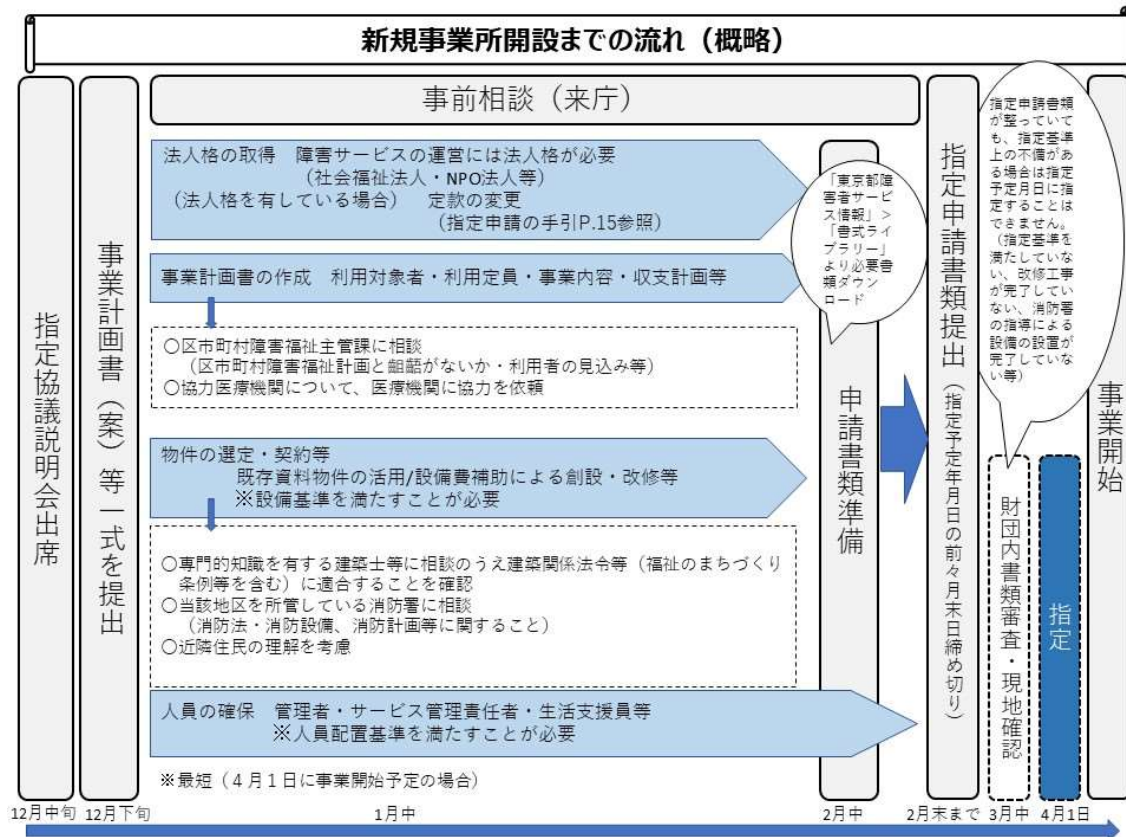 新規事業所開設までの流れ（概略）
指定協議説明会出席
事業計画書（案）等一式を提出
事前相談（来庁）
法人格の取得　障害サービスの運営には法人格が必要
（社会福祉法人・NPO法人等）
（法人格を有している場合）　定款の変更
（指定申請の手引P.15参照）
事業計画書の作成　利用対象者・利用定員・事業内容・収支計画等
〇区市町村障害福祉主管課に相談
（区市町村障害福祉計画と齟齬がないか・利用者の見込み等）
〇協力医療機関について、医療機関に協力を依頼
物件の選定・契約等
既存資料物件の活用/設備費補助による創設・改修等
※設備基準を満たすことが必要
〇専門的知識を有する建築士等に相談のうえ建築関係法令等（福祉のまちづくり
条例等を含む）に適合することを確認
〇当該地区を所管している消防署に相談
（消防法・消防設備、消防計画等に関すること）
〇近隣住民の理解を考慮
人員の確保　管理者・サービス管理責任者・生活支援員等
※人員配置基準を満たすことが必要
※最短（４月１日に事業開始予定の場合）
「東京都障
害者サービ
ス情報」＞
「書式ライ
ブラリー」
より必要書
類ダウン
ロード
申請書類準備
指定申請書類提出（指定予定年月日の前々月末日締め切り）
指定申請書類
が整っていて
も、指定基準
上の不備があ
る場合は指定
予定月日に指
定することは
できません。
（指定基準を
満たしていな
い、改修工事
が完了してい
ない、消防署
の指導による
設備の設置が
完了していな
い等）
財団内書類審査・現地確認
指定
事業開始
12月中旬
12月下旬
1月中
2月中
2月末まで
3月中
4月1日